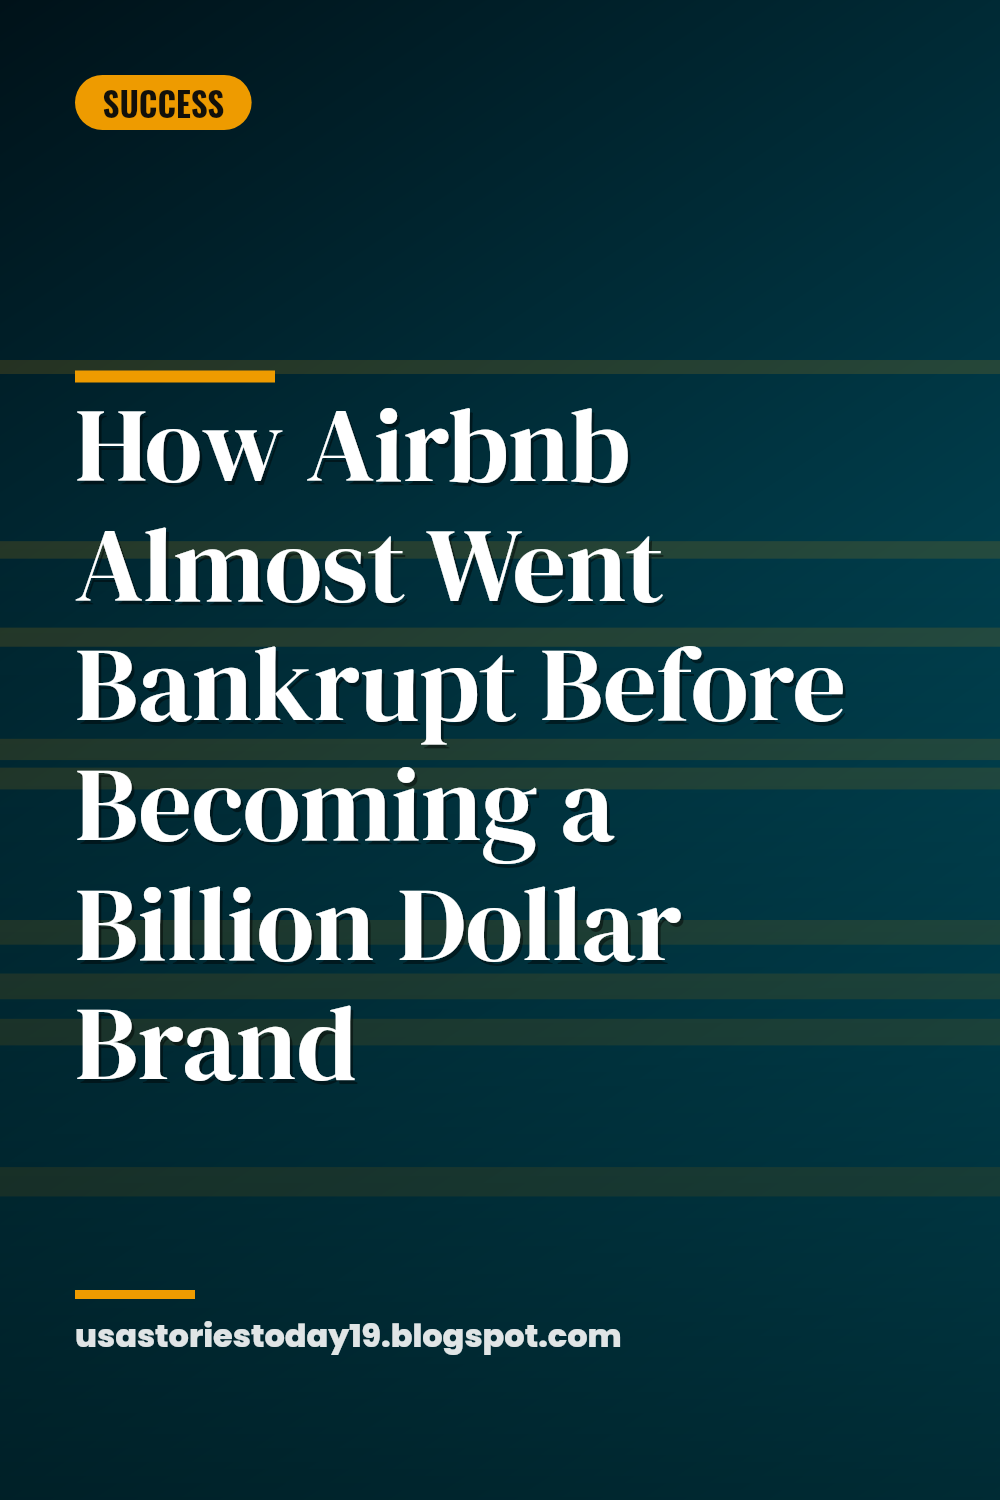 SUCCESS
How Airbnb
Almost Went
Bankrupt Before
Becoming a
Billion Dollar
Brand
usastoriestoday19.blogspot.com